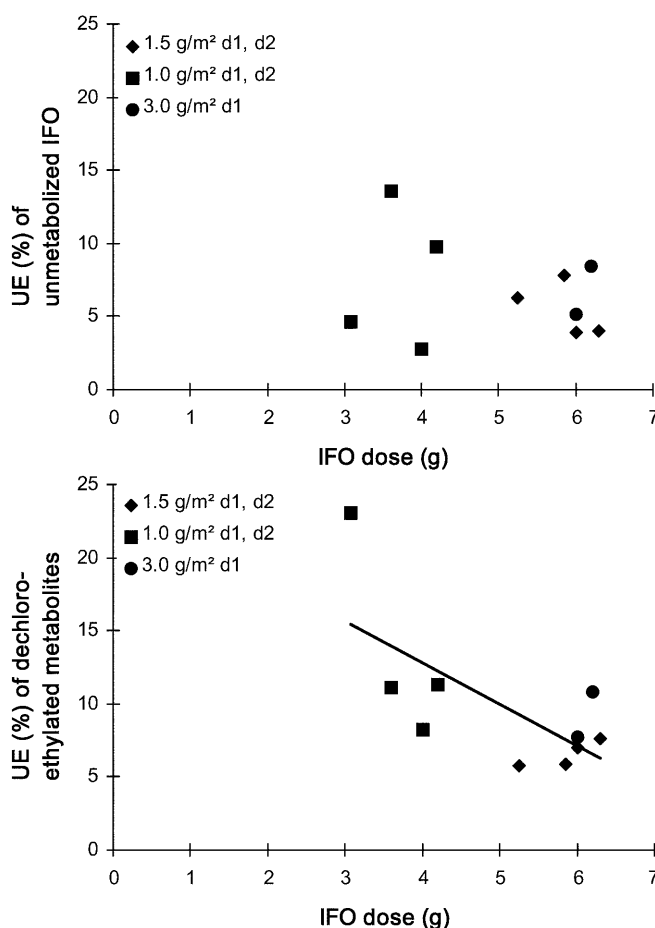 25
1.5 g/m² d1, d2
1.0 g/m² d1, d2
3.0 g/m² d1
20
15
10
5
0
UE (%) of
unmetabolized IFO
0 1 2 3 4 5 6 7
IFO dose (g)
25
1.5 g/m² d1, d2
1.0 g/m² d1, d2
3.0 g/m² d1
20
15
10
5
0
UE (%) of dechloro-
ethylated metabolites
0 1 2 3 4 5 6 7
IFO dose (g)